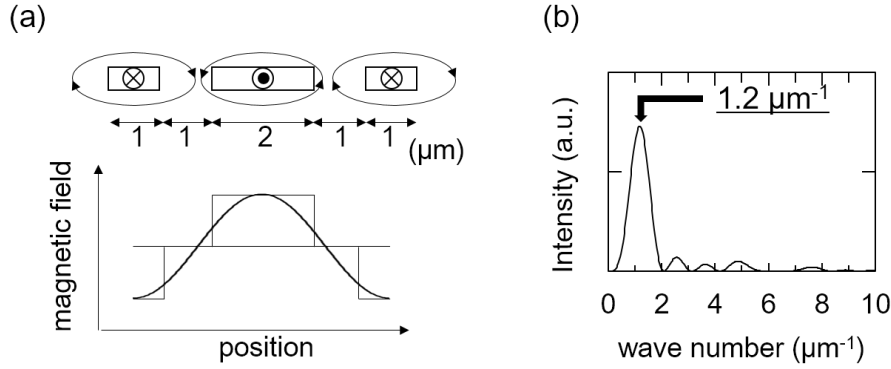 (a)
1 1 2 1 1 (μm)
magnetic field
position
(b)
1.2 μm-1
Intensity (a.u.)
0 2 4 6 8 10
wave number (μm-1)